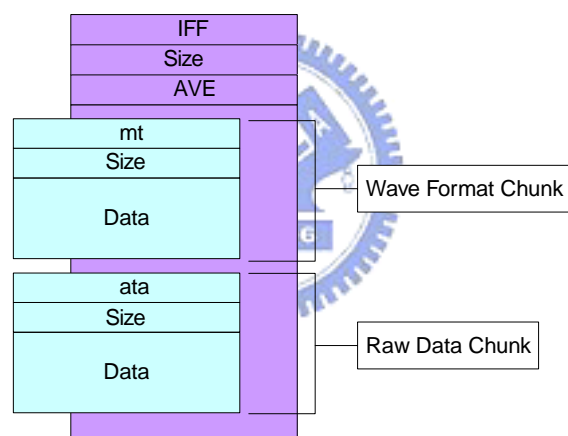 IFF
Size
AVE
mt
Size
Data
Wave Format Chunk
ata
Size
Data
Raw Data Chunk